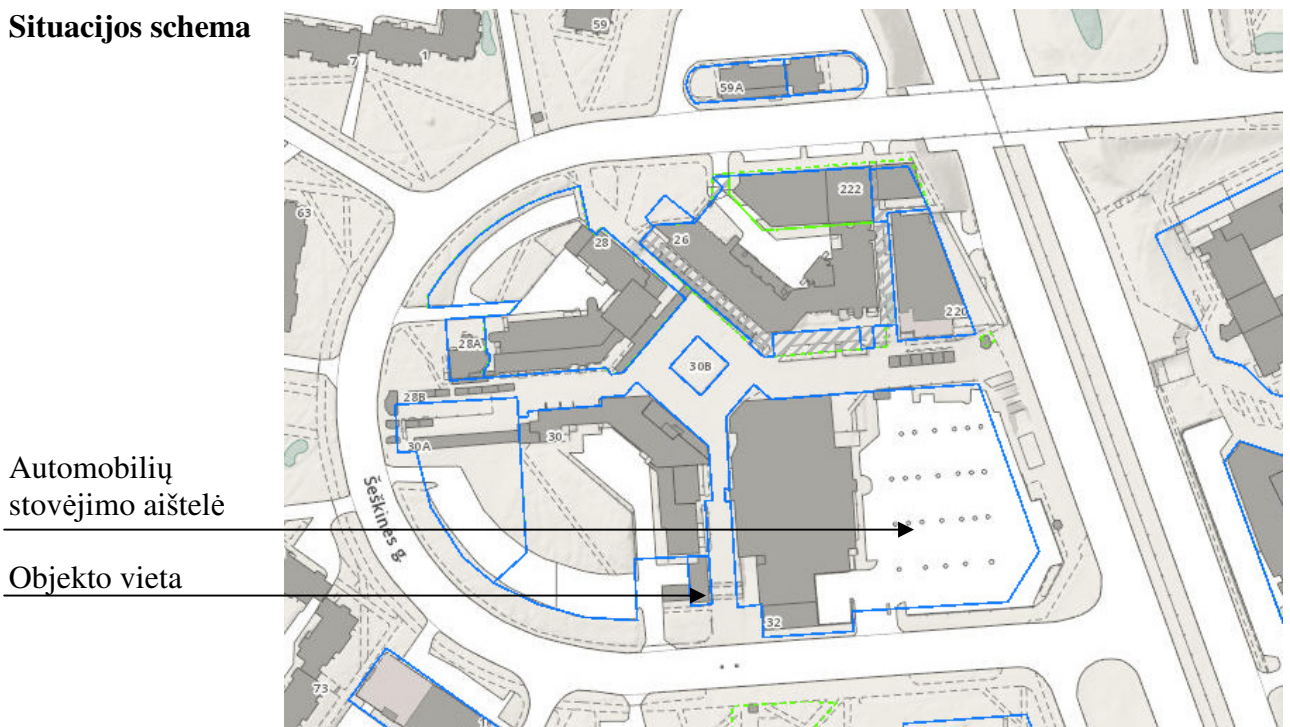 Situacijos schema
59
7
1
59A
222
63
28
26
220
28A
30B
28B
30A
30
Automobilių
stovėjimo aištelė
Šeškinės g.
Objekto vieta
32
73